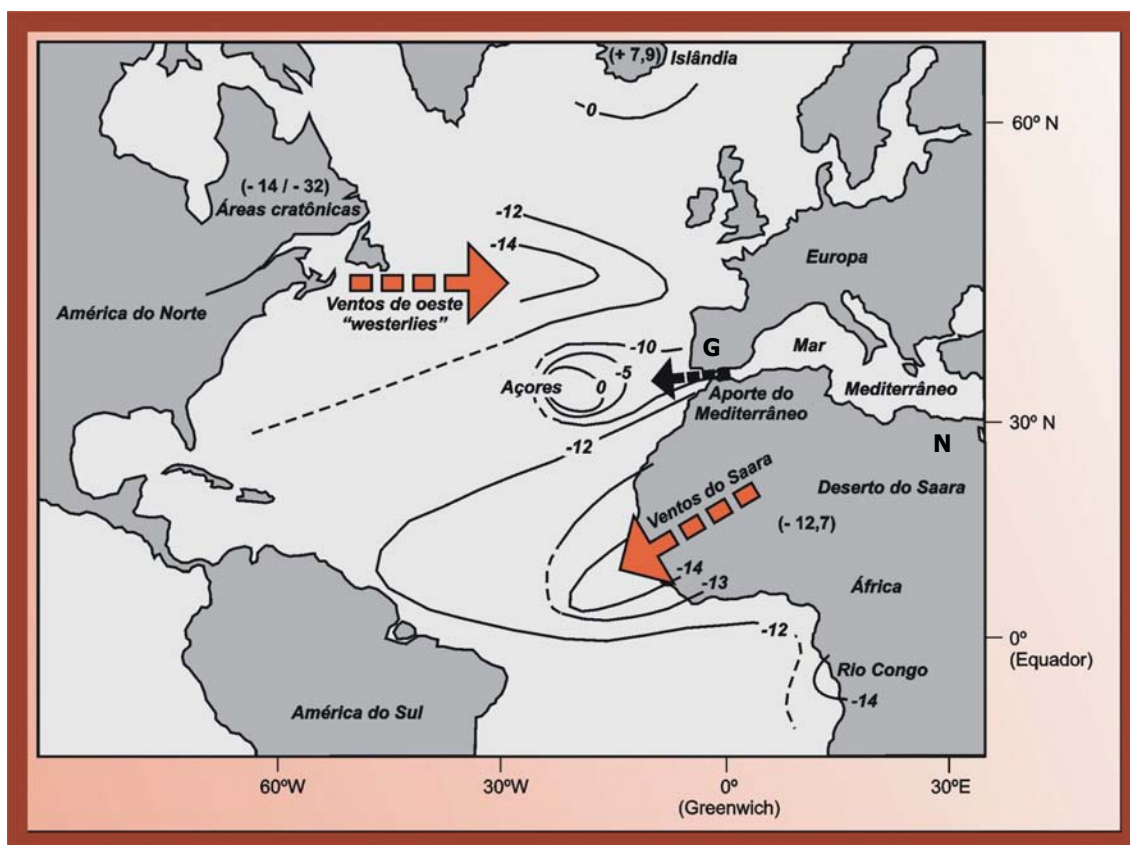 (+ 7,9) Islândia
0
60º N
(- 14 / - 32)
Áreas cratônicas
-12
-14
Europa
América do Norte
Ventos de oeste
"westerlies"
-10
G
Mar
-5
Açores
0
Aporte do
Mediterrâneo
Mediterrâneo
30º N
N
-12
Ventos do Saara
Deserto do Saara
(- 12,7)
-14
-13
África
-12
0º
(Equador)
Rio Congo
-14
América do Sul
60ºW
30ºW
0º
30ºE
(Greenwich)